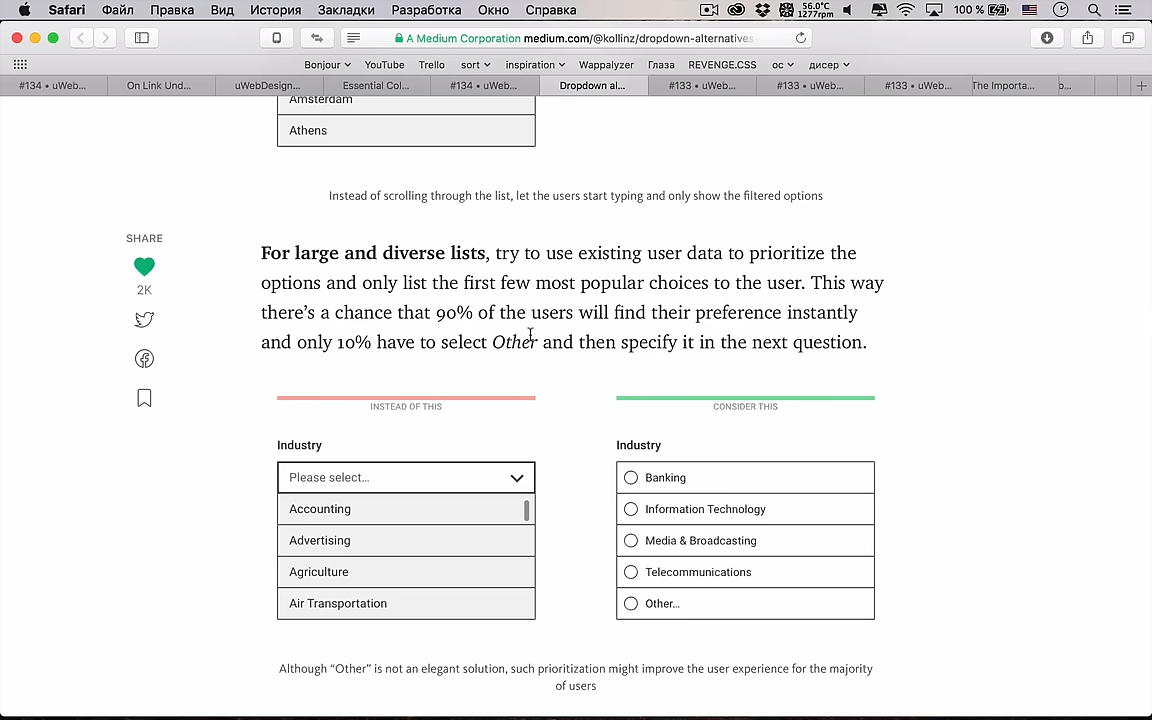 Safari Файл Правка Вид История Закладки Разработка Окно Справка 56.0°C 1277rpm 100 %
A Medium Corporation medium.com/@kollinz/dropdown-alternatives
Bonjour YouTube Trello sort inspiration Wappalyzer Глаза REVENGE.CSS ос дисер
#134 • uWeb... On Link Und... uWebDesign... Essential Col... #134 • uWeb... Dropdown al... #133 • uWeb... #133 • uWeb... #133 • uWeb... The Importa...
Amsterdam
Athens
Instead of scrolling through the list, let the users start typing and only show the filtered options
SHARE
2K
For large and diverse lists, try to use existing user data to prioritize the
options and only list the first few most popular choices to the user. This way
there’s a chance that 90% of the users will find their preference instantly
and only 10% have to select Other and then specify it in the next question.
INSTEAD OF THIS
Industry
Please select...
Accounting
Advertising
Agriculture
Air Transportation
CONSIDER THIS
Industry
Banking
Information Technology
Media & Broadcasting
Telecommunications
Other...
Although “Other” is not an elegant solution, such prioritization might improve the user experience for the majority
of users